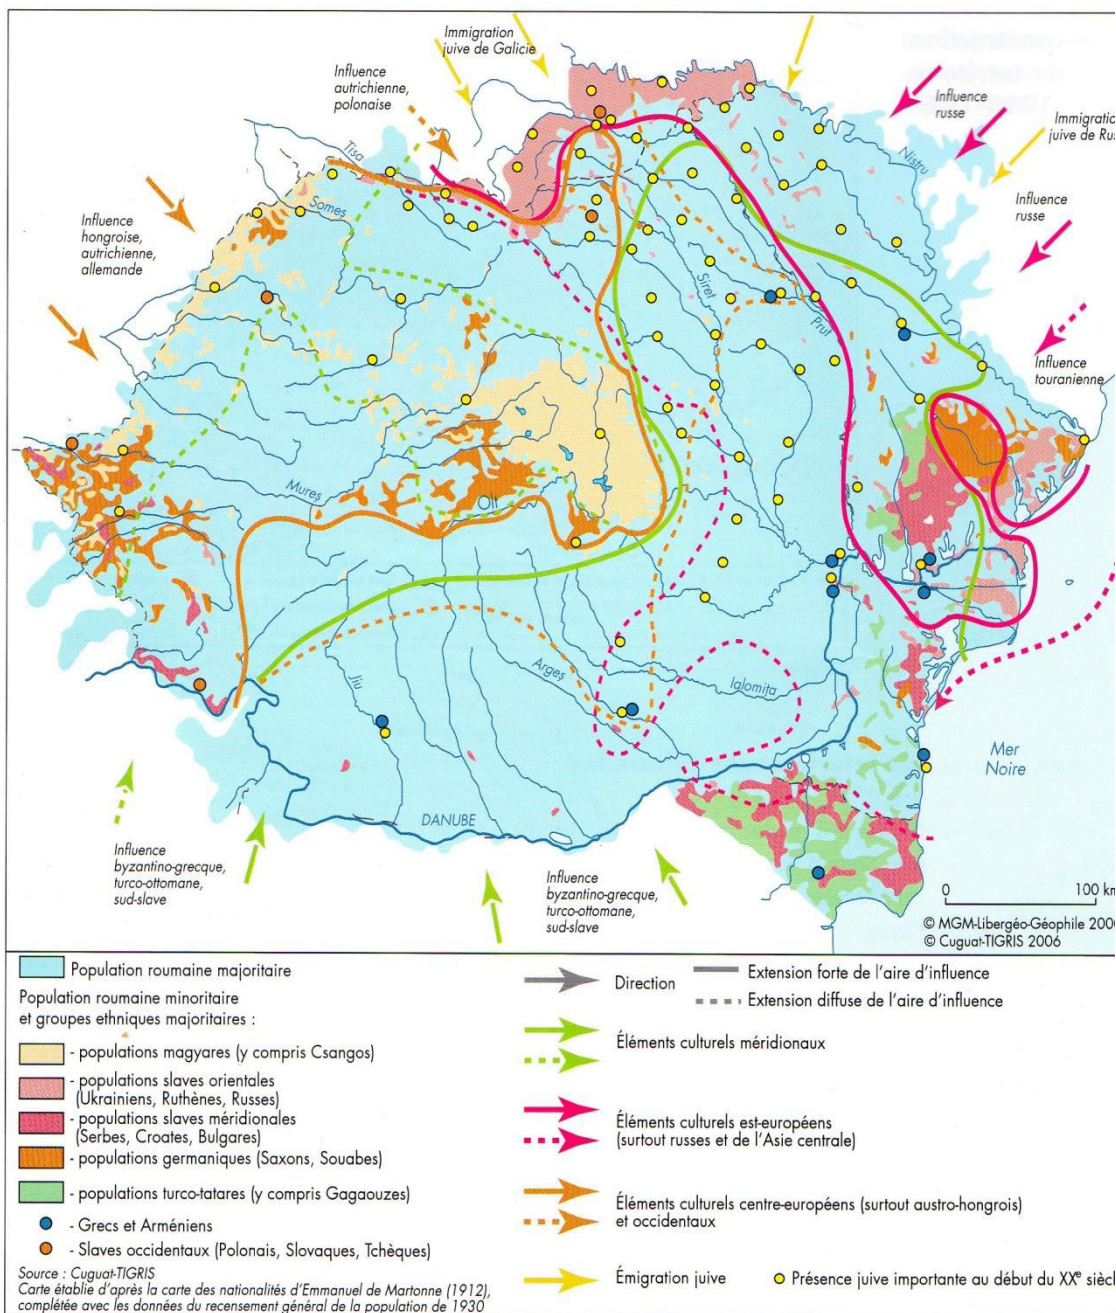 Immigration
juive de Galicie
Influence
autrichienne,
polonaise
Influence
russe
Immigration
juive de Rus
Tisa
Nistru
Someș
Influence
russe
Influence
hongroise,
autrichienne,
allemande
Siret
Prut
Influence
touranienne
Mureș
Olt
Jiu
Argeș
Ialomița
Mer
Noire
DANUBE
Influence
byzantino-grecque,
turco-ottomane,
sud-slave
Influence
byzantino-grecque,
turco-ottomane,
sud-slave
0 100 km
© MGM-Libergéo-Géophile 2000
© Cuguat-TIGRIS 2006
Population roumaine majoritaire
Population roumaine minoritaire
et groupes ethniques majoritaires :
- populations magyares (y compris Csangos)
- populations slaves orientales
(Ukrainiens, Ruthènes, Russes)
- populations slaves méridionales
(Serbes, Croates, Bulgares)
- populations germaniques (Saxons, Souabes)
- populations turco-tatares (y compris Gagaouzes)
- Grecs et Arméniens
- Slaves occidentaux (Polonais, Slovaques, Tchèques)
Source : Cuguat-TIGRIS
Carte établie d'après la carte des nationalités d'Emmanuel de Martonne (1912),
complétée avec les données du recensement général de la population de 1930
Direction
Extension forte de l'aire d'influence
Extension diffuse de l'aire d'influence
Éléments culturels méridionaux
Éléments culturels est-européens
(surtout russes et de l'Asie centrale)
Éléments culturels centre-européens (surtout austro-hongrois)
et occidentaux
Émigration juive
Présence juive importante au début du XXe siècle